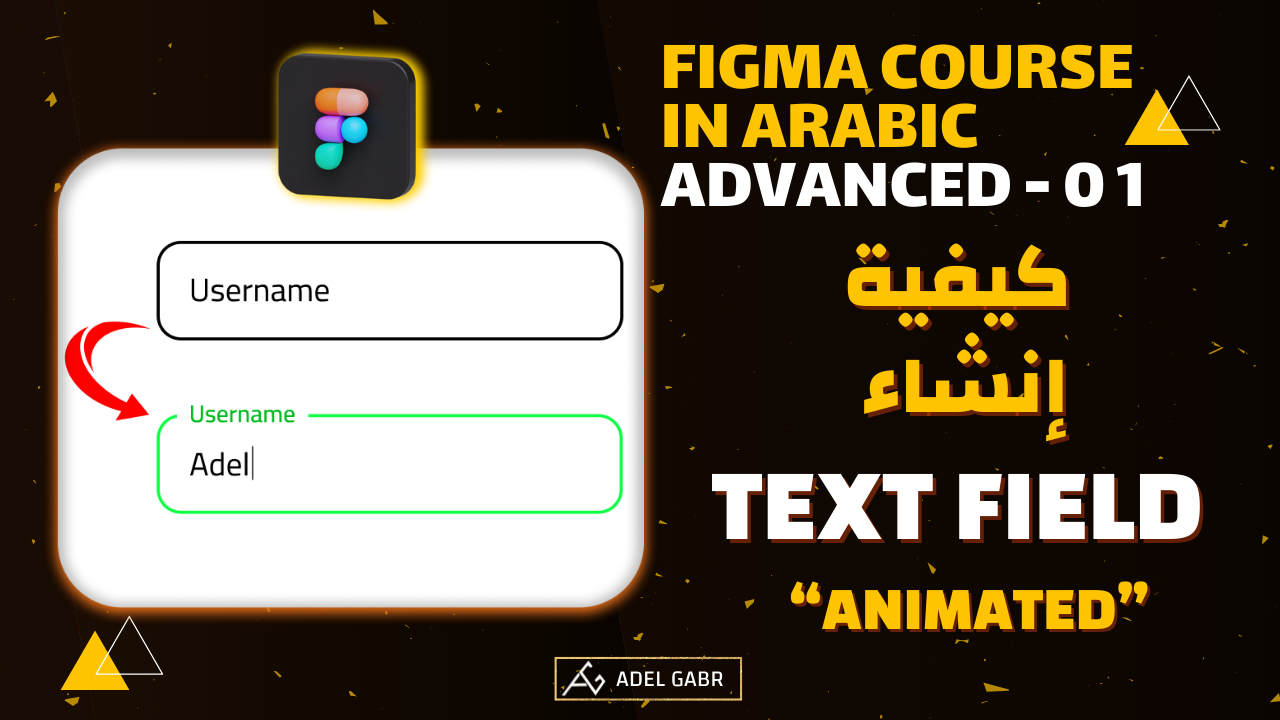 FIGMA COURSE
IN ARABIC
ADVANCED - 01
كيفية
إنشاء
TEXT FIELD
“ANIMATED”
Username
Username
Adel
ADEL GABR